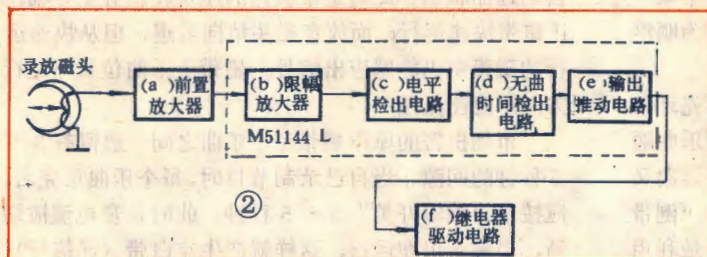 录放磁头
(a)前置
放大器
(b)限幅
放大器
(c)电平
检出电路
(d)无曲
时间检出
电路
(e)输出
推动电路
M51144
②
(f)继电器
驱动电路